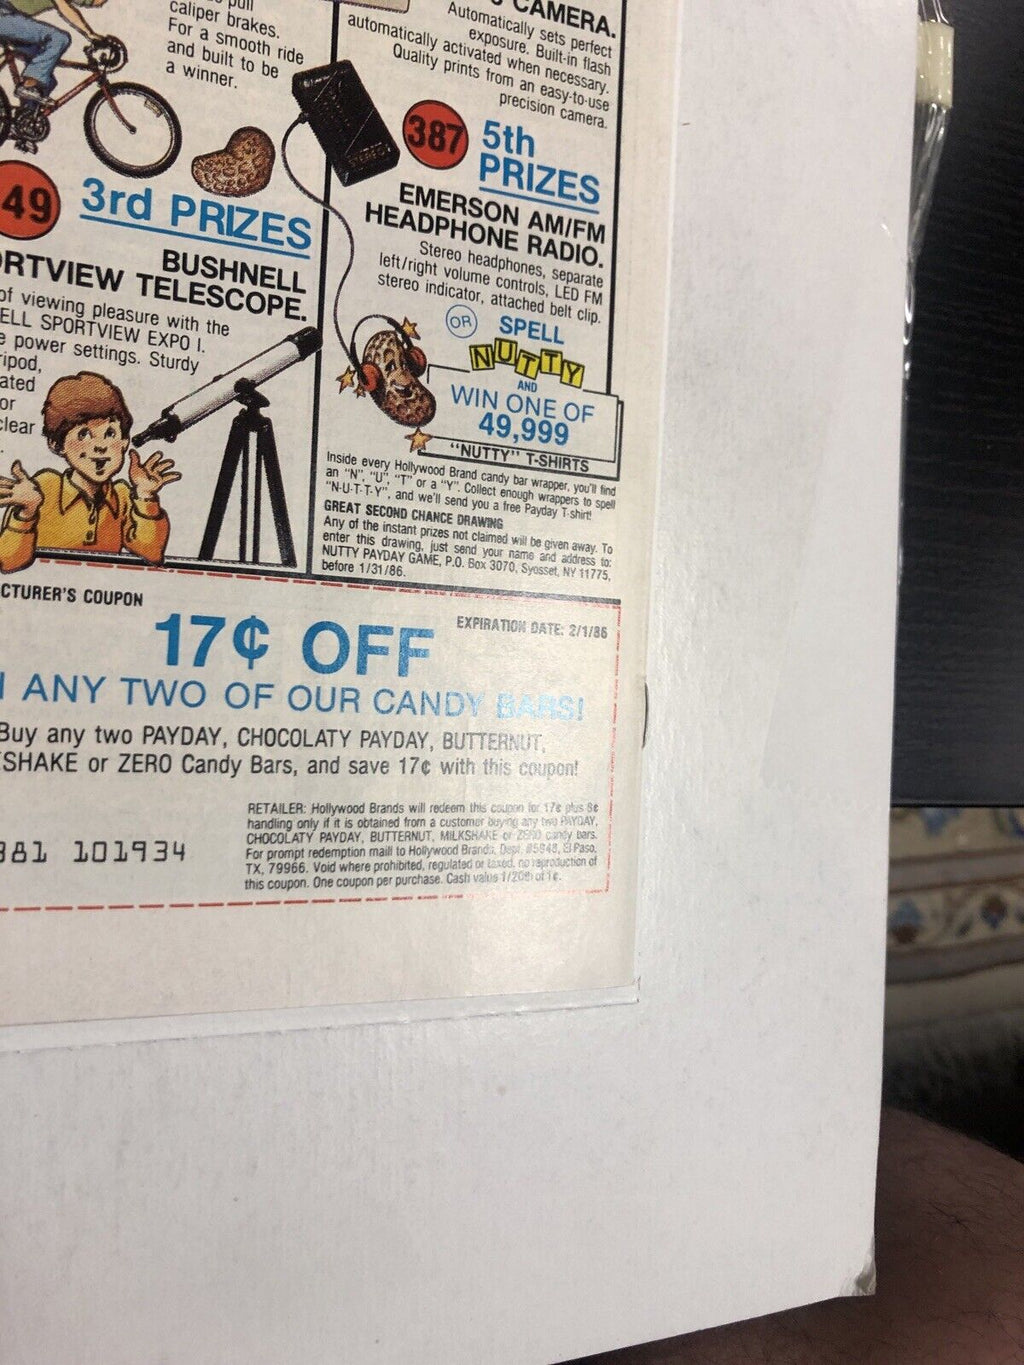 pull
caliper brakes.
For a smooth ride
and built to be
a winner.
CAMERA.
Automatically sets perfect
exposure. Built-in flash
automatically activated when necessary.
Quality prints from an easy-to-use
precision camera.
49
3rd PRIZES
BUSHNELL
ORTVIEW TELESCOPE.
of viewing pleasure with the
ELL SPORTVIEW EXPO I.
e power settings. Sturdy
ripod,
ated
or
clear
STEREO
387
5th
PRIZES
EMERSON AM/FM
HEADPHONE RADIO.
Stereo headphones, separate
left/right volume controls, LED FM
stereo indicator, attached belt clip.
OR SPELL
NUTTY
AND
WIN ONE OF
49,999
"NUTTY" T-SHIRTS
Inside every Hollywood Brand candy bar wrapper, you'll find
an "N", "U", "T" or a "Y". Collect enough wrappers to spell
"N-U-T-T-Y", and we'll send you a free Payday T-shirt!
GREAT SECOND CHANCE DRAWING
Any of the instant prizes not claimed will be given away. To
enter this drawing, just send your name and address to:
NUTTY PAYDAY GAME, P.O. Box 3070, Syosset, NY 11775,
before 1/31/86.
CTURER'S COUPON
EXPIRATION DATE: 2/1/86
17¢ OFF
ANY TWO OF OUR CANDY BARS!
Buy any two PAYDAY, CHOCOLATY PAYDAY, BUTTERNUT,
SHAKE or ZERO Candy Bars, and save 17¢ with this coupon!
RETAILER: Hollywood Brands will redeem this coupon for 17¢ plus 8¢
handling only if it is obtained from a customer buying any two PAYDAY,
CHOCOLATY PAYDAY, BUTTERNUT, MILKSHAKE or ZERO candy bars.
For prompt redemption maill to Hollywood Brands, Dept. #5948, El Paso,
TX, 79966. Void where prohibited, regulated or taxed, no reproduction of
this coupon. One coupon per purchase. Cash value 1/20th of 1¢.
381 101934